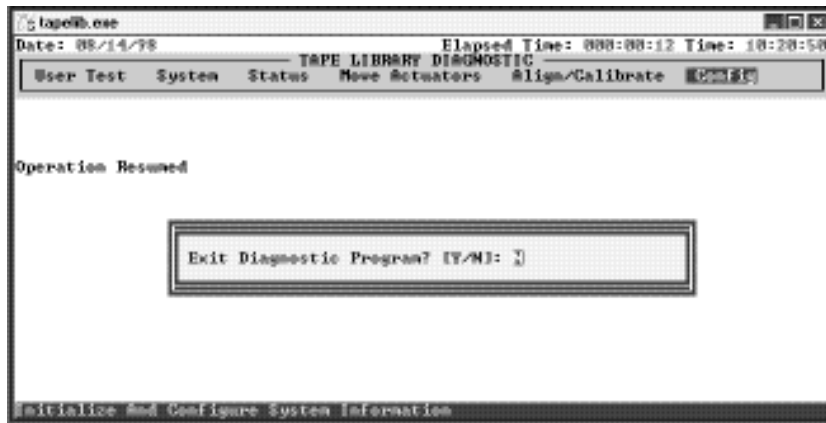 tapelib.exe
Date: 08/14/98 Elapsed Time: 000:00:12 Time: 10:20:50
TAPE LIBRARY DIAGNOSTIC
User Test System Status Move Actuators Align/Calibrate Config
Operation Resumed
Exit Diagnostic Program? [Y/N]:
Initialize And Configure System Information